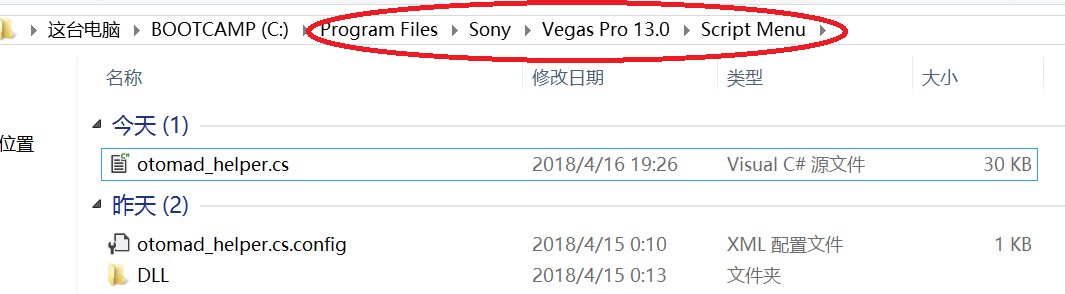 这台电脑 BOOTCAMP (C:) Program Files Sony Vegas Pro 13.0 Script Menu
名称 修改日期 类型 大小
今天 (1)
位置
otomad_helper.cs 2018/4/16 19:26 Visual C# 源文件 30 KB
昨天 (2)
otomad_helper.cs.config 2018/4/15 0:10 XML 配置文件 1 KB
DLL 2018/4/15 0:13 文件夹